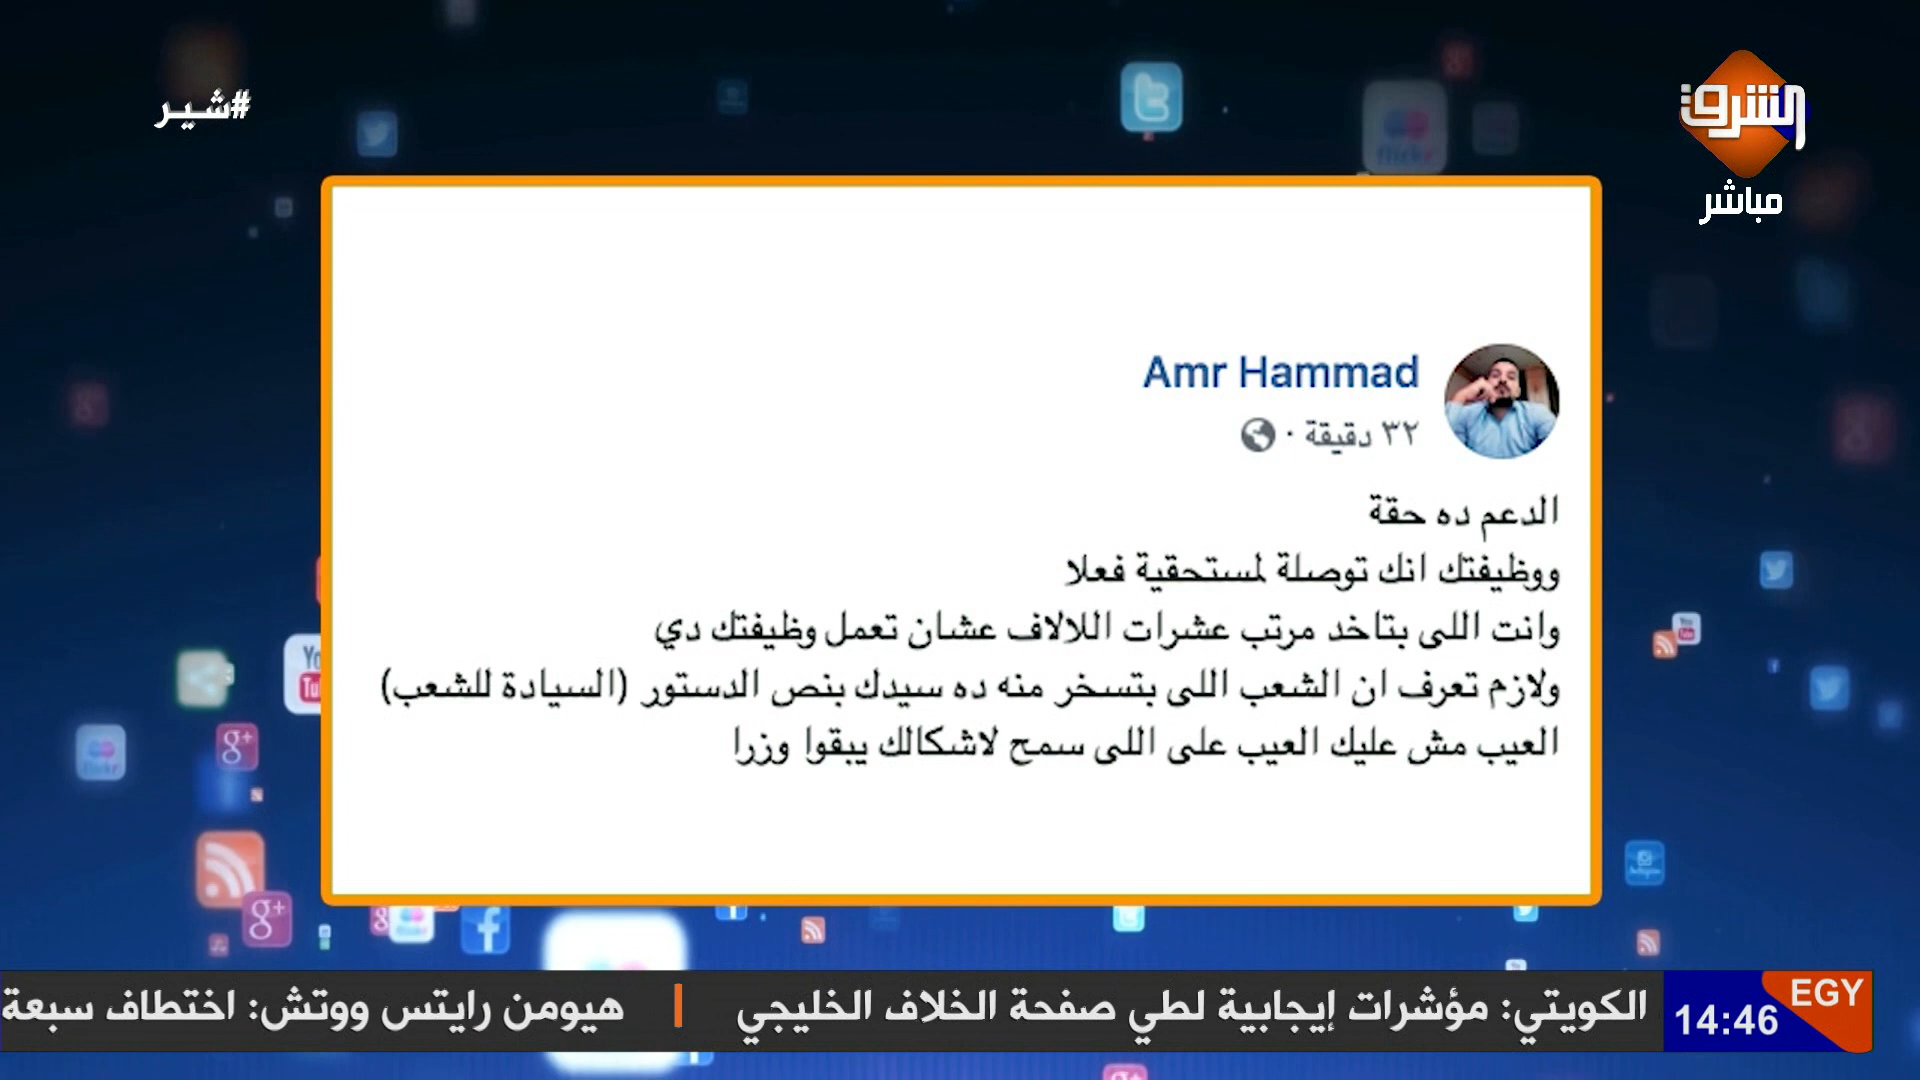 #شير
الشرق
مباشر
Amr Hammad
٣٢ دقيقة ·
الدعم ده حقة
ووظيفتك انك توصلة لمستحقية فعلا
وانت اللى بتاخد مرتب عشرات اللالاف عشان تعمل وظيفتك دي
ولازم تعرف ان الشعب اللى بتسخر منه ده سيدك بنص الدستور (السيادة للشعب)
العيب مش عليك العيب على اللى سمح لاشكالك يبقوا وزرا
EGY
14:46
الكويتي: مؤشرات إيجابية لطي صفحة الخلاف الخليجي | هيومن رايتس ووتش: اختطاف سبعة